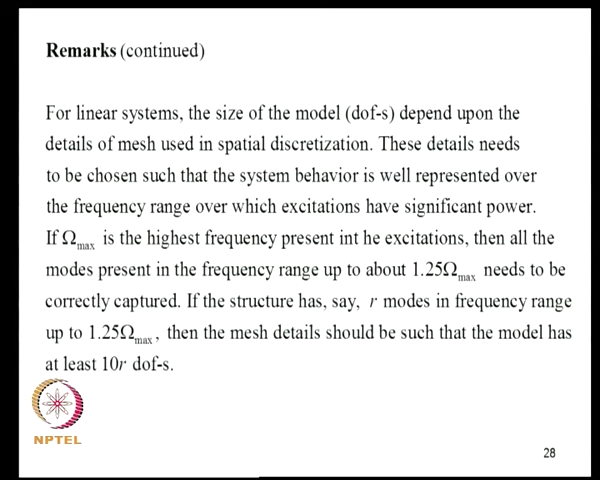 Remarks (continued)
For linear systems, the size of the model (dof-s) depend upon the
details of mesh used in spatial discretization. These details needs
to be chosen such that the system behavior is well represented over
the frequency range over which excitations have significant power.
If Ωmax is the highest frequency present int he excitations, then all the
modes present in the frequency range up to about 1.25Ωmax needs to be
correctly captured. If the structure has, say, r modes in frequency range
up to 1.25Ωmax, then the mesh details should be such that the model has
at least 10r dof-s.
NPTEL
28